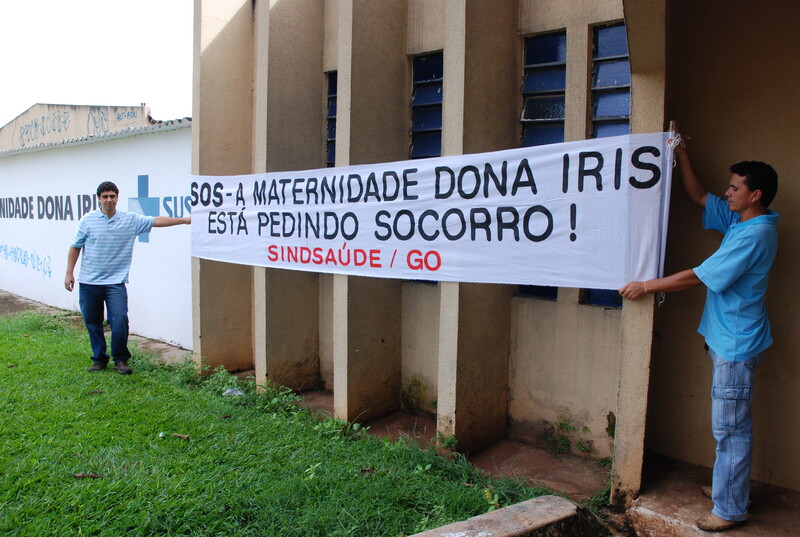 NIDADE DONA IRI
SUS
SOS - A MATERNIDADE DONA IRIS
ESTÁ PEDINDO SOCORRO !
SINDSAÚDE / GO